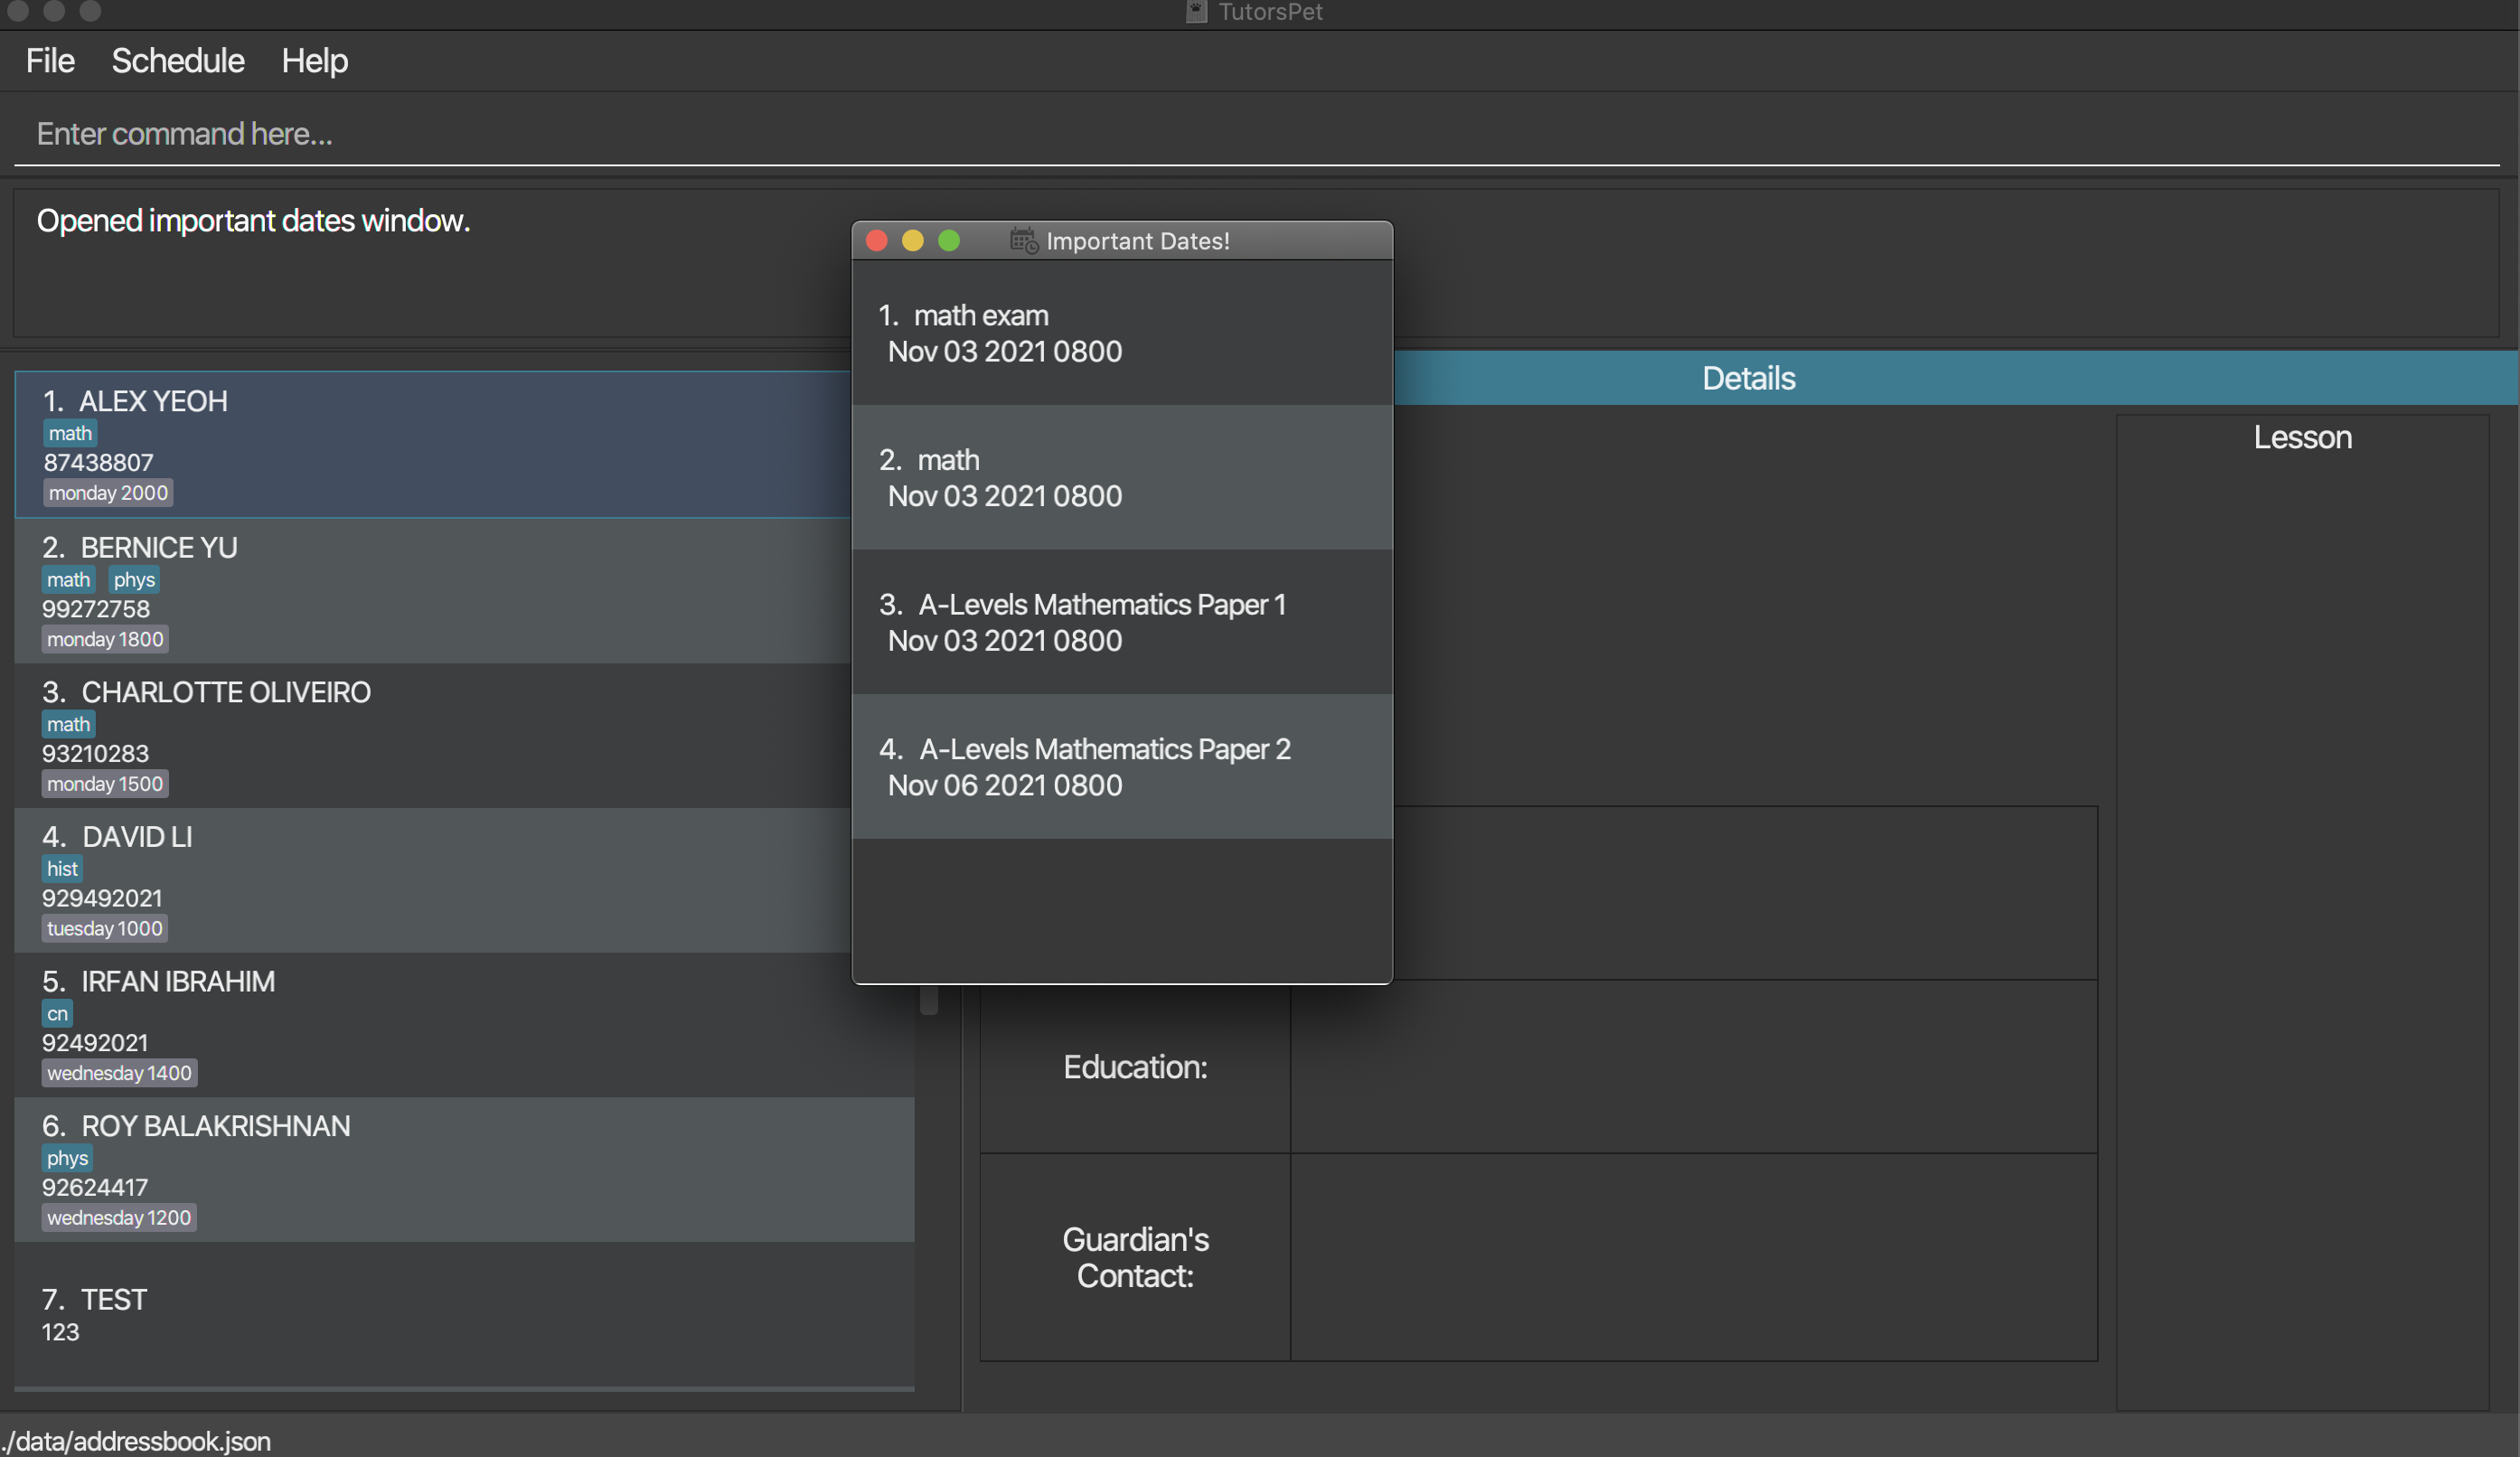 TutorsPet
File Schedule Help
Enter command here...
Opened important dates window.
Important Dates!
1. math exam
Nov 03 2021 0800
2. math
Nov 03 2021 0800
3. A-Levels Mathematics Paper 1
Nov 03 2021 0800
4. A-Levels Mathematics Paper 2
Nov 06 2021 0800
1. ALEX YEOH
math
87438807
monday 2000
2. BERNICE YU
math phys
99272758
monday 1800
3. CHARLOTTE OLIVEIRO
math
93210283
monday 1500
4. DAVID LI
hist
929492021
tuesday 1000
5. IRFAN IBRAHIM
cn
92492021
wednesday 1400
6. ROY BALAKRISHNAN
phys
92624417
wednesday 1200
7. TEST
123
Details
Lesson
Education:
Guardian's
Contact:
./data/addressbook.json